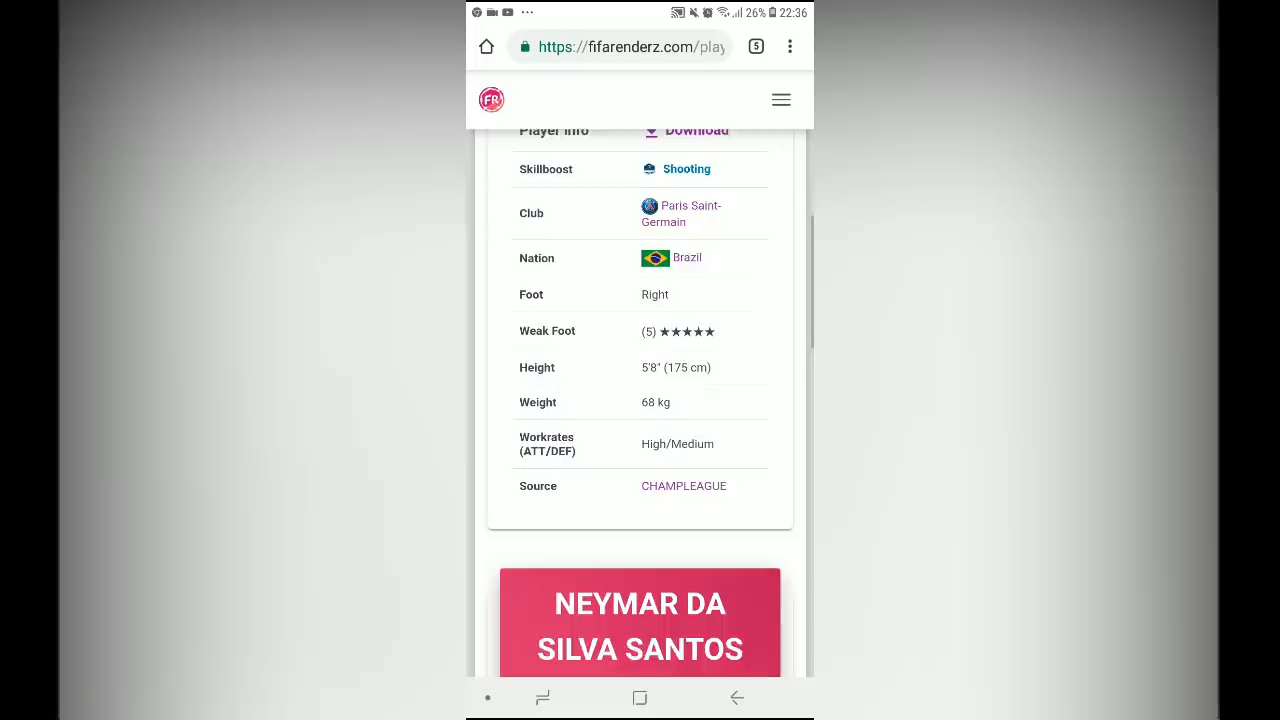 26% 22:36
https://fifarenderz.com/play
5
FR
Player Info Download
Skillboost Shooting
Club Paris Saint-
Germain
Nation Brazil
Foot Right
Weak Foot (5) ★★★★★
Height 5'8" (175 cm)
Weight 68 kg
Workrates
(ATT/DEF) High/Medium
Source CHAMPLEAGUE
NEYMAR DA
SILVA SANTOS